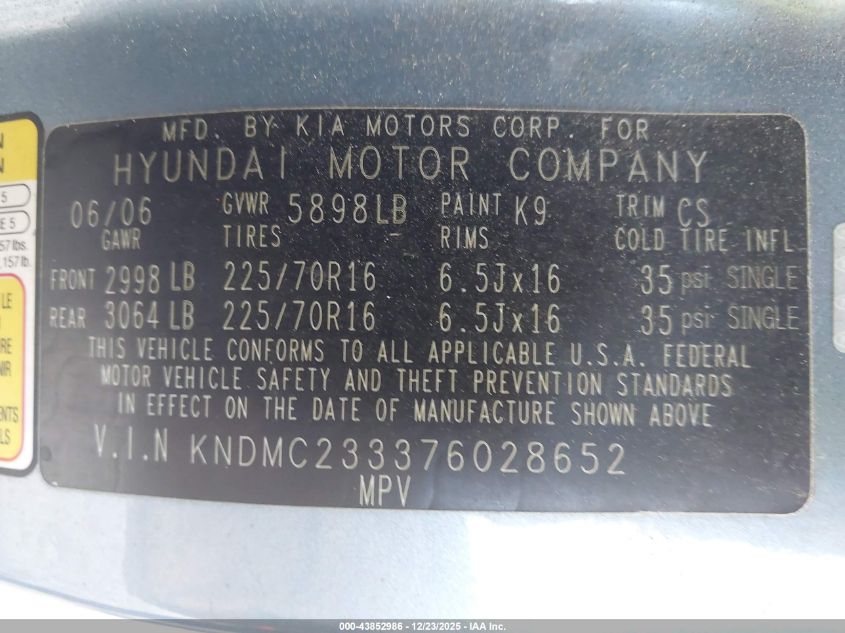 MFD. BY KIA MOTORS CORP. FOR
HYUNDAI MOTOR COMPANY
06/06 GVWR 5898LB PAINT K9 TRIM CS
GAWR TIRES RIMS COLD TIRE INFL
FRONT 2998 LB 225/70R16 6.5Jx16 35 psi SINGLE
REAR 3064 LB 225/70R16 6.5Jx16 35 psi SINGLE
THIS VEHICLE CONFORMS TO ALL APPLICABLE U.S.A. FEDERAL
MOTOR VEHICLE SAFETY AND THEFT PREVENTION STANDARDS
IN EFFECT ON THE DATE OF MANUFACTURE SHOWN ABOVE
V.I.N KNDMC233376028652
MPV
000-43852986 - 12/23/2025 - IAA Inc.